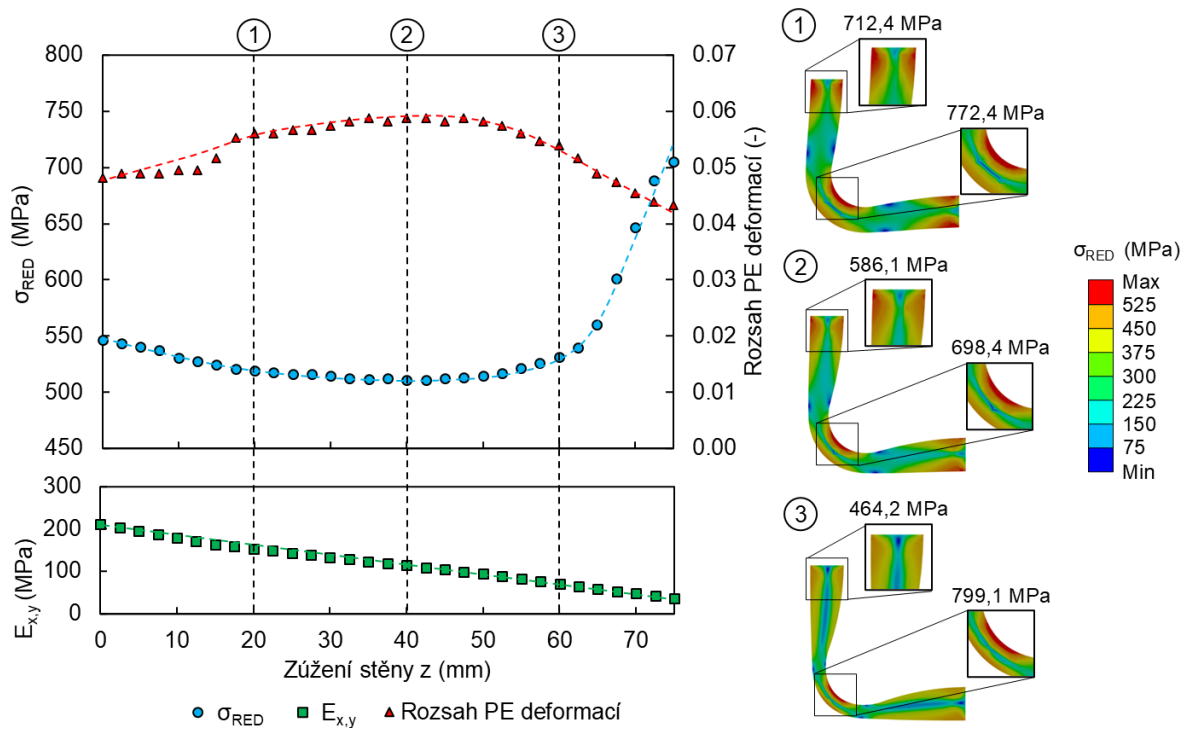 1
2
3
800
750
700
650
600
550
500
450
σRED (MPa)
0.07
0.06
0.05
0.04
0.03
0.02
0.01
0.00
Rozsah PE deformací (-)
300
200
100
0
Ex,y (MPa)
0 10 20 30 40 50 60 70
Zúžení stěny z (mm)
σRED Ex,y Rozsah PE deformací
1
712,4 MPa
772,4 MPa
2
586,1 MPa
698,4 MPa
3
464,2 MPa
799,1 MPa
σRED (MPa)
Max
525
450
375
300
225
150
75
Min